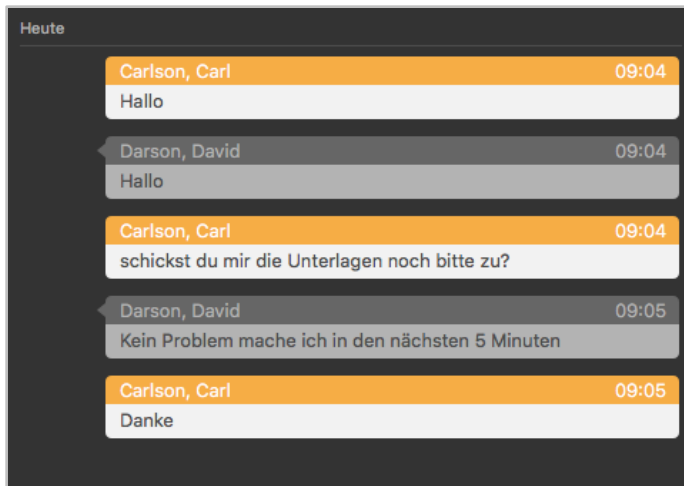 Heute
Carlson, Carl 09:04
Hallo
Darson, David 09:04
Hallo
Carlson, Carl 09:04
schickst du mir die Unterlagen noch bitte zu?
Darson, David 09:05
Kein Problem mache ich in den nächsten 5 Minuten
Carlson, Carl 09:05
Danke